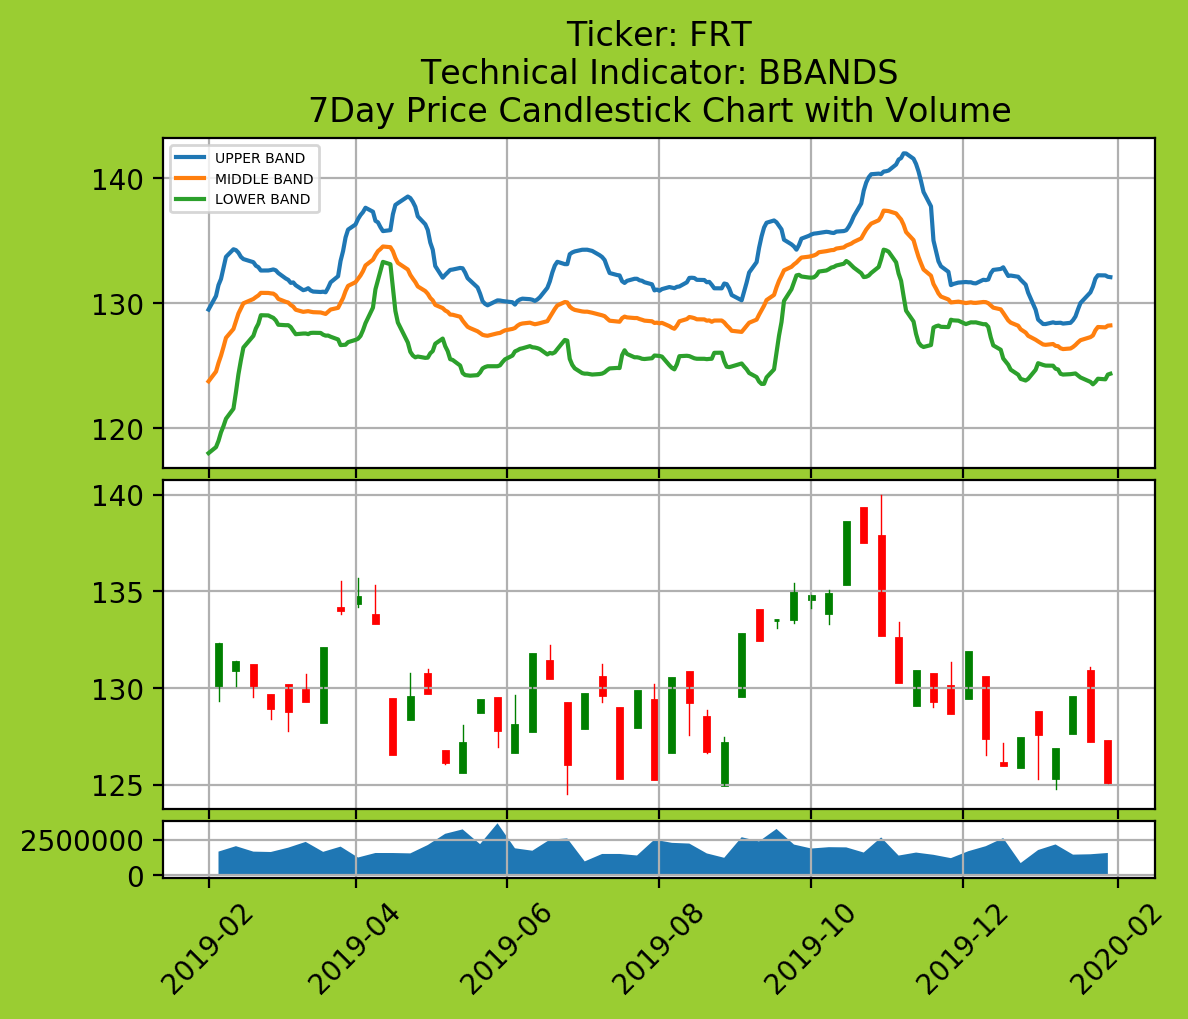 Ticker: FRT
Technical Indicator: BBANDS
7Day Price Candlestick Chart with Volume
UPPER BAND
MIDDLE BAND
LOWER BAND
140
130
120
140
135
130
125
2500000
0
2019-02
2019-04
2019-06
2019-08
2019-10
2019-12
2020-02